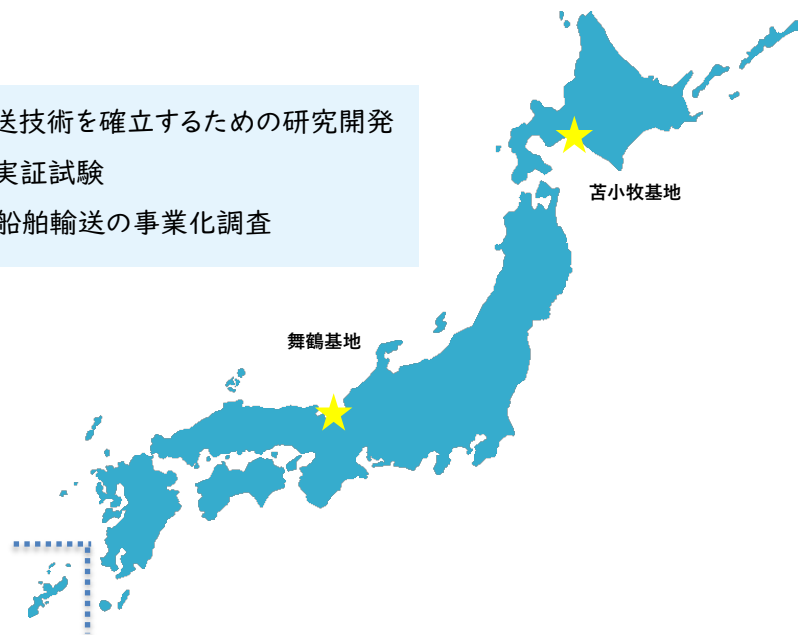 送技術を確立するための研究開発
実証試験
船舶輸送の事業化調査
苫小牧基地
舞鶴基地